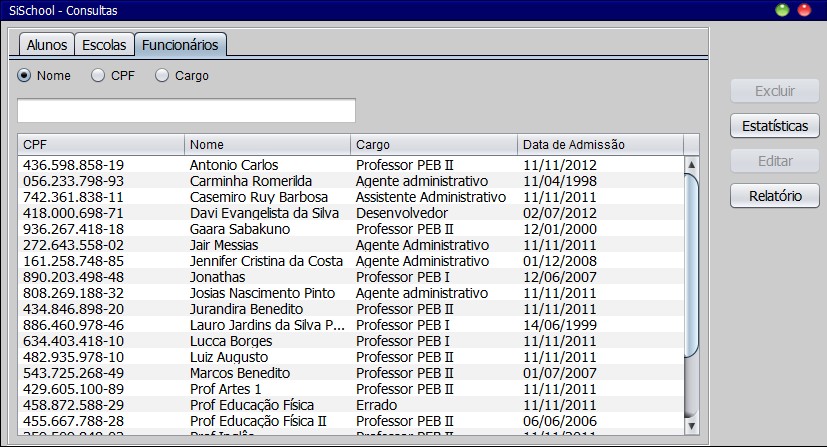 SiSchool - Consultas
Alunos Escolas Funcionários
Nome CPF Cargo
Excluir
Estatísticas
Editar
Relatório
CPF Nome Cargo Data de Admissão
436.598.858-19 Antonio Carlos Professor PEB II 11/11/2012
056.233.798-93 Carminha Romerilda Agente administrativo 11/04/1998
742.361.838-11 Casemiro Ruy Barbosa Assistente Administrativo 11/11/2011
418.000.698-71 Davi Evangelista da Silva Desenvolvedor 02/07/2012
936.267.418-18 Gaara Sabakuno Professor PEB II 12/01/2000
272.643.558-02 Jair Messias Agente Administrativo 11/11/2011
161.258.748-85 Jennifer Cristina da Costa Agente Administrativo 01/12/2008
890.203.498-48 Jonathas Professor PEB I 12/06/2007
808.269.188-32 Josias Nascimento Pinto Agente administrativo 11/11/2011
434.846.898-20 Jurandira Benedito Professor PEB II 11/11/2011
886.460.978-46 Lauro Jardins da Silva P... Professor PEB I 14/06/1999
634.403.418-10 Lucca Borges Professor PEB I 11/11/2011
482.935.978-10 Luiz Augusto Professor PEB II 11/11/2011
543.725.268-49 Marcos Benedito Professor PEB II 01/07/2007
429.605.100-89 Prof Artes 1 Professor PEB II 11/11/2011
458.872.588-29 Prof Educação Física Errado 11/11/2011
455.667.788-28 Prof Educação Física II Professor PEB II 06/06/2006
Prof Inglês Professor PEB II 11/11/2011